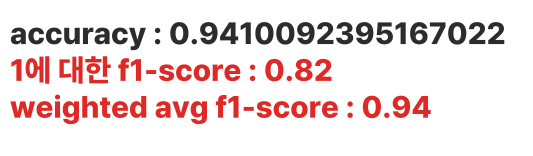 accuracy : 0.9410092395167022
1에 대한 f1-score : 0.82
weighted avg f1-score : 0.94